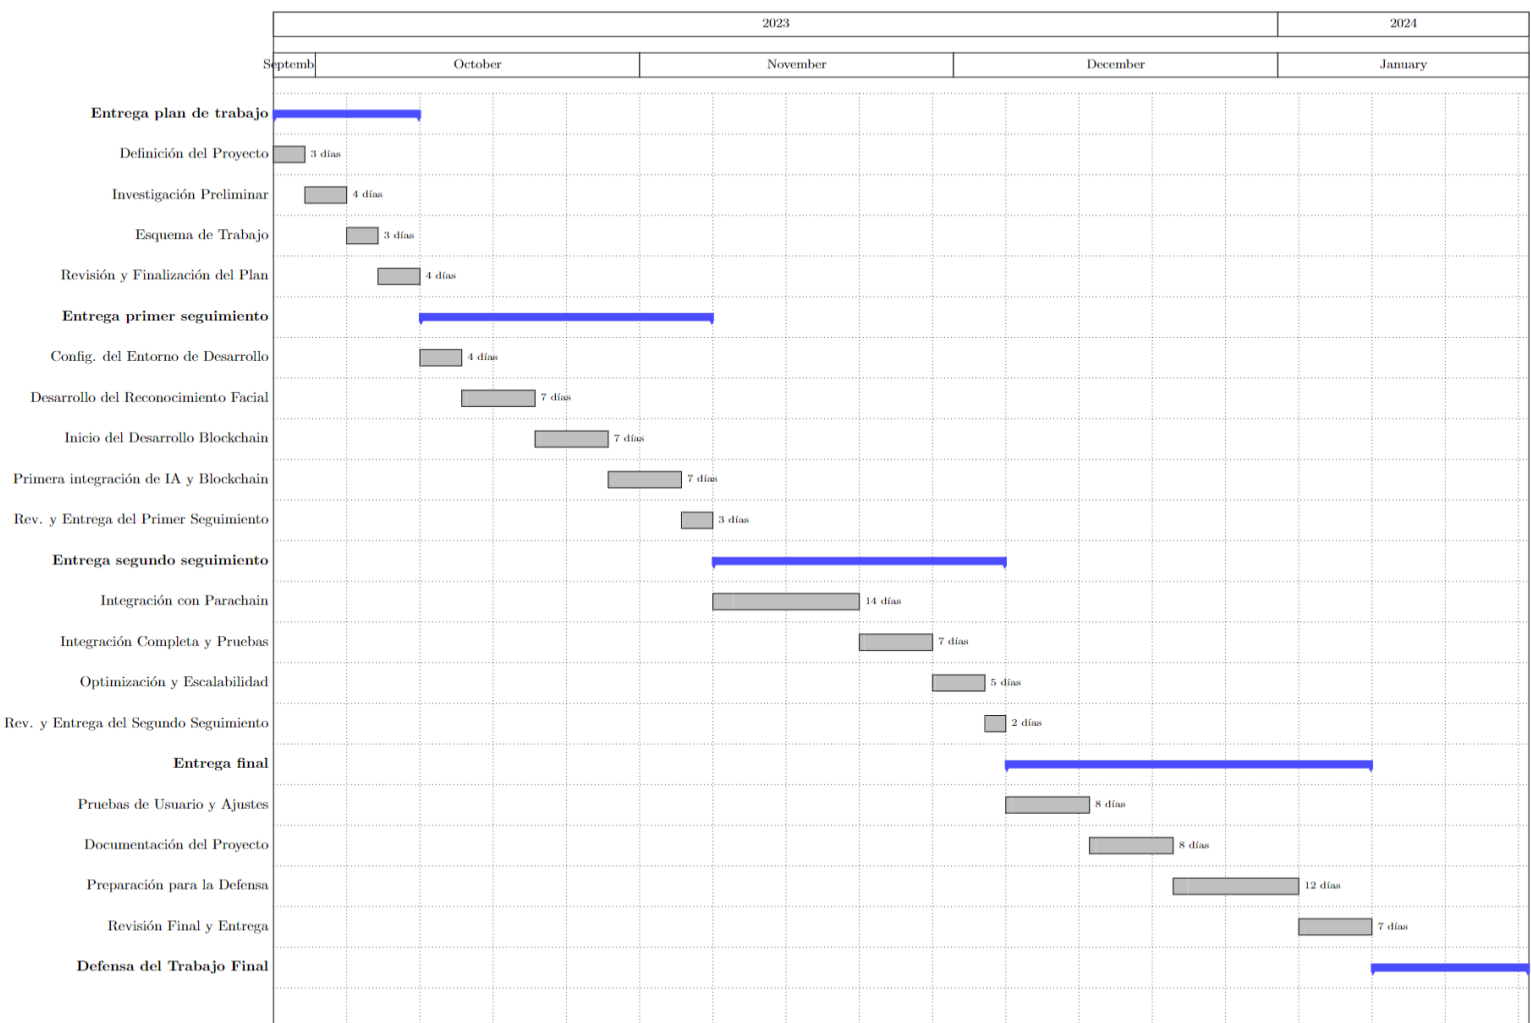 2023 2024
Septemb October November December January
Entrega plan de trabajo
Definición del Proyecto 3 días
Investigación Preliminar 4 días
Esquema de Trabajo 3 días
Revisión y Finalización del Plan 4 días
Entrega primer seguimiento
Config. del Entorno de Desarrollo 4 días
Desarrollo del Reconocimiento Facial 7 días
Inicio del Desarrollo Blockchain 7 días
Primera integración de IA y Blockchain 7 días
Rev. y Entrega del Primer Seguimiento 3 días
Entrega segundo seguimiento
Integración con Parachain 14 días
Integración Completa y Pruebas 7 días
Optimización y Escalabilidad 5 días
Rev. y Entrega del Segundo Seguimiento 2 días
Entrega final
Pruebas de Usuario y Ajustes 8 días
Documentación del Proyecto 8 días
Preparación para la Defensa 12 días
Revisión Final y Entrega 7 días
Defensa del Trabajo Final